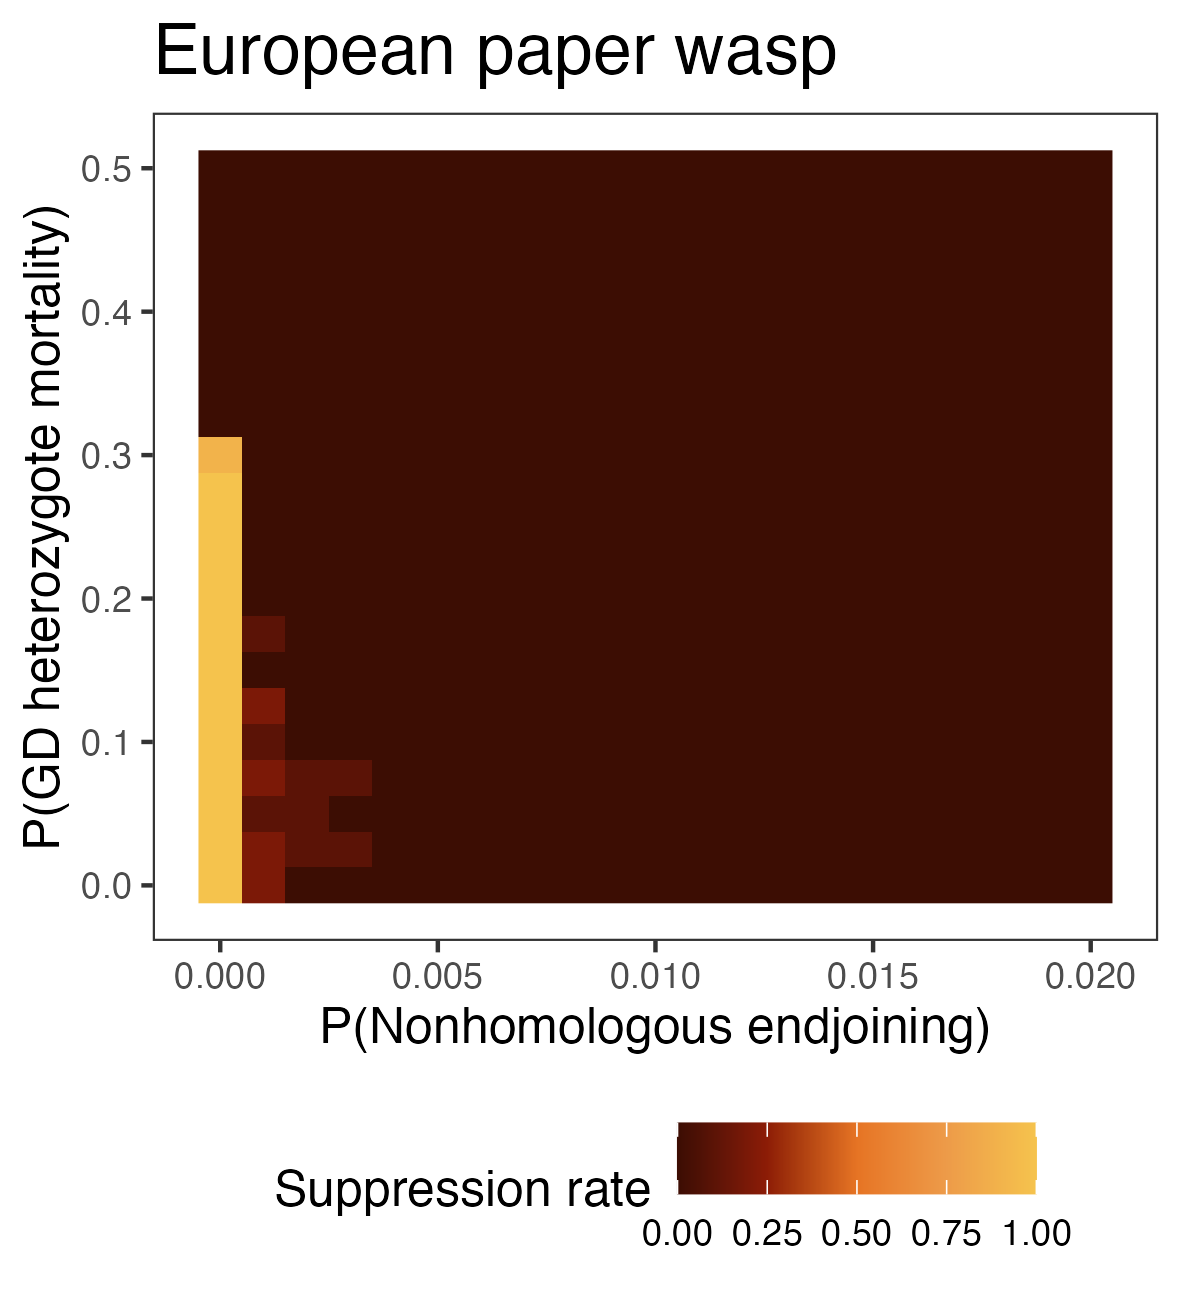 European paper wasp
P(GD heterozygote mortality)
0.5
0.4
0.3
0.2
0.1
0.0
0.000 0.005 0.010 0.015 0.020
P(Nonhomologous endjoining)
Suppression rate
0.00 0.25 0.50 0.75 1.00